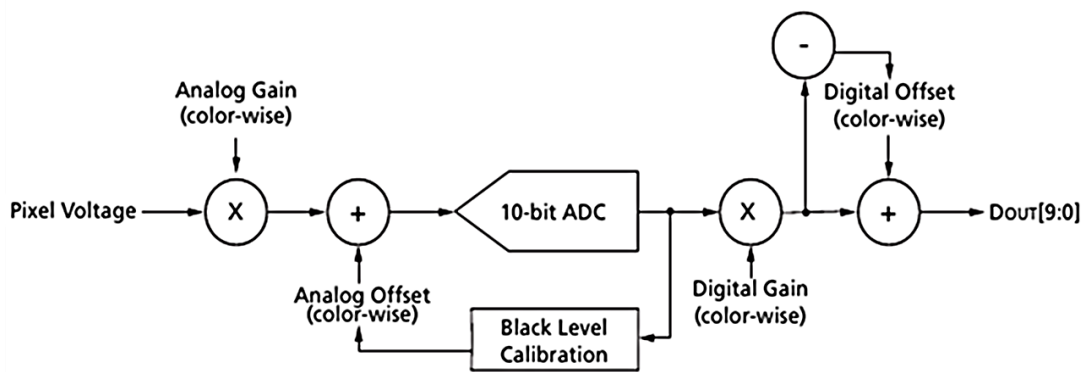 -
Analog Gain
(color-wise)
Digital Offset
(color-wise)
Pixel Voltage
X
+
10-bit ADC
X
+
DOUT[9:0]
Analog Offset
(color-wise)
Digital Gain
(color-wise)
Black Level
Calibration